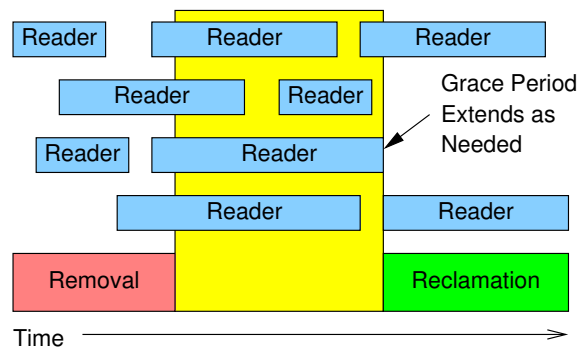 Reader Reader Reader
Reader Reader
Grace Period
Extends as
Needed
Reader Reader
Reader Reader
Removal Reclamation
Time